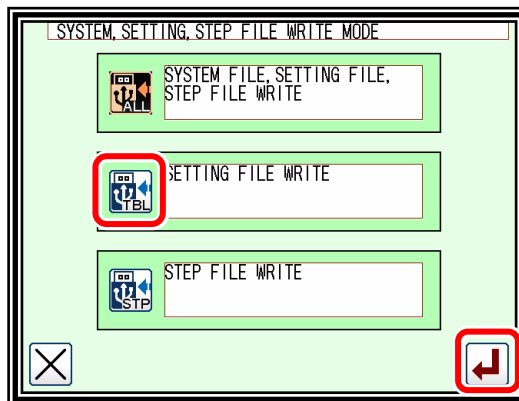 SYSTEM, SETTING, STEP FILE WRITE MODE
ALL
SYSTEM FILE, SETTING FILE,
STEP FILE WRITE
TBL
SETTING FILE WRITE
STP
STEP FILE WRITE